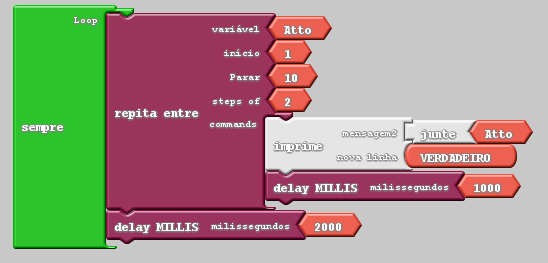 Loop
variável Atto
início 1
Parar 10
steps of 2
sempre
repita entre
commands
mensagem2 junte Atto
imprime
nova linha VERDADEIRO
delay MILLIS milissegundos 1000
delay MILLIS milissegundos 2000